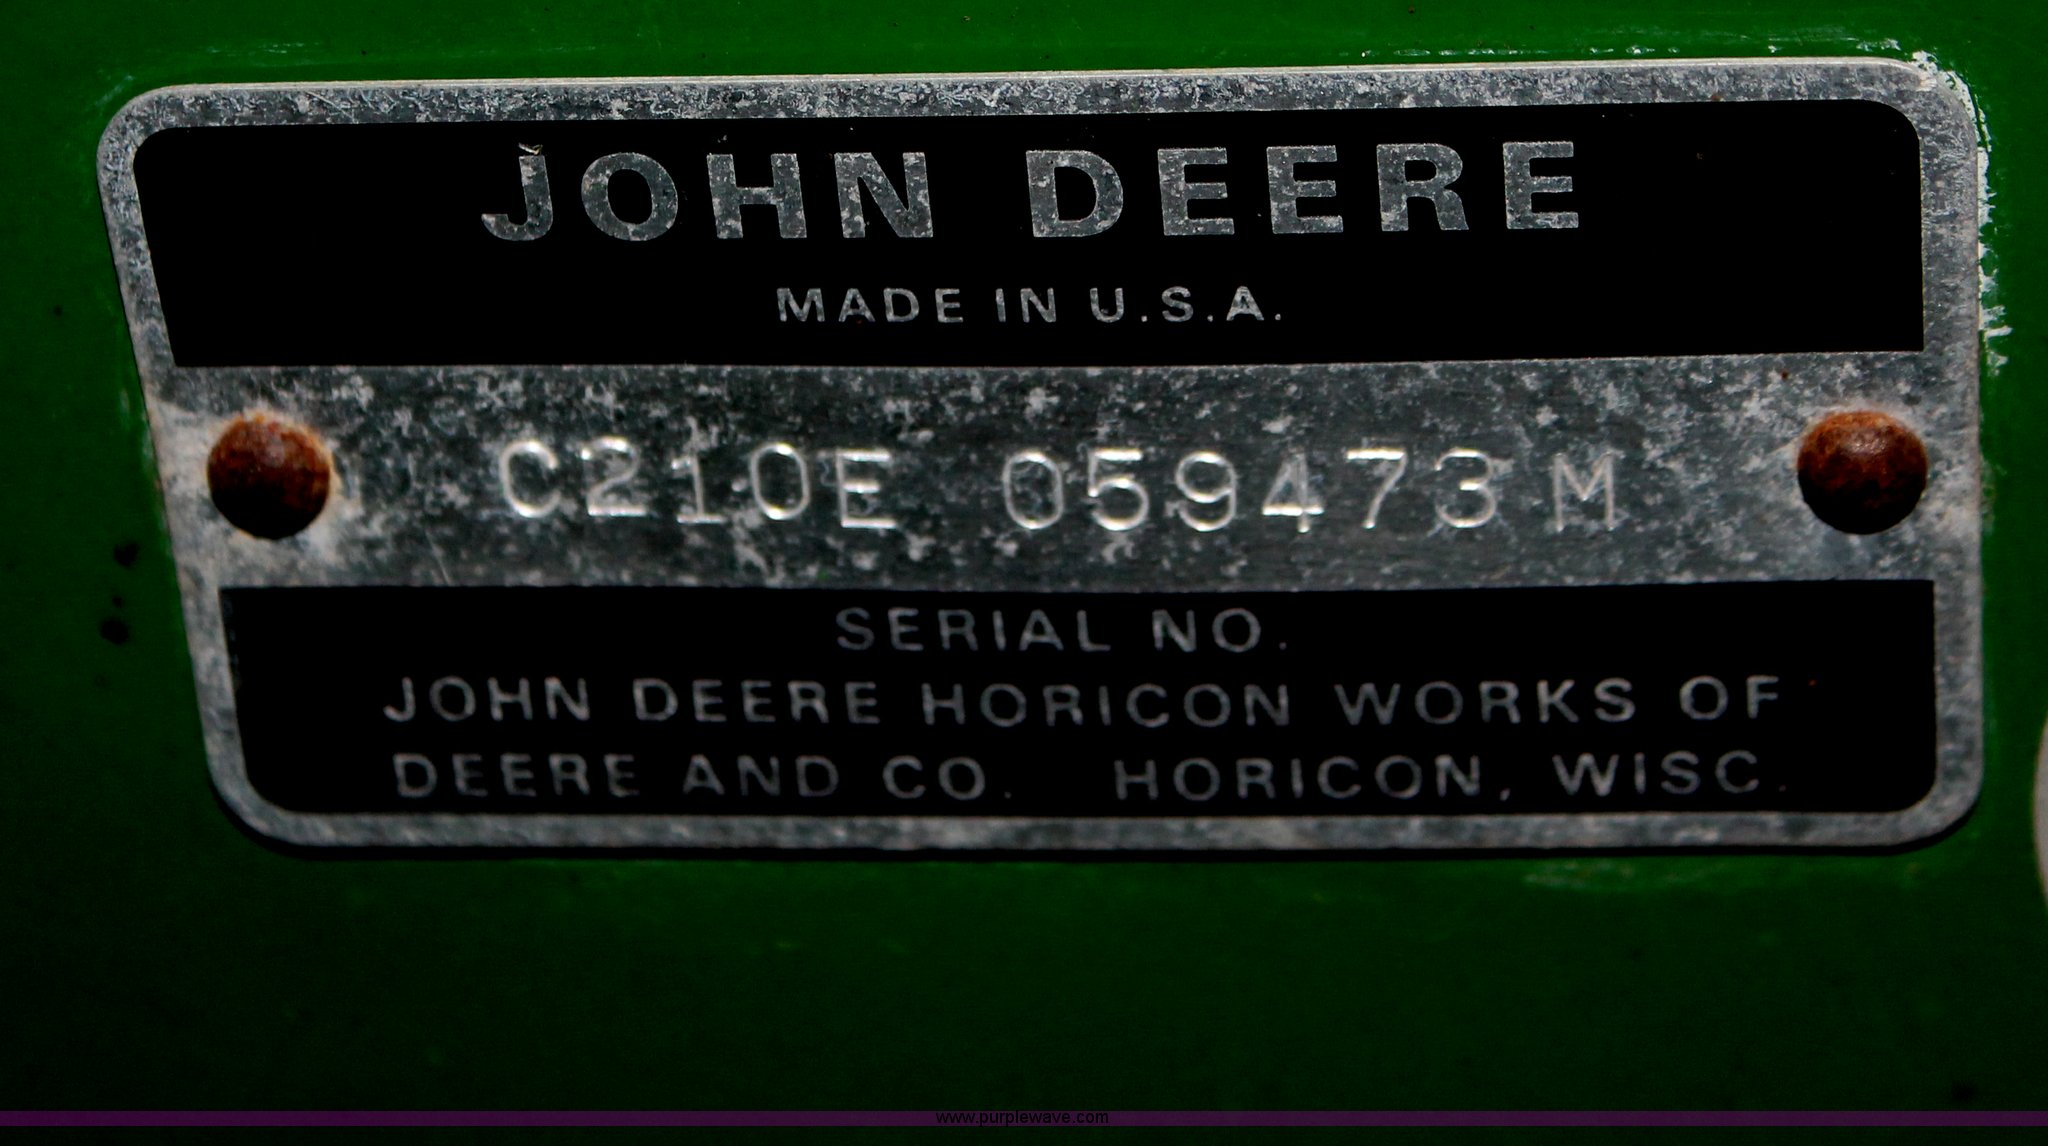 JOHN DEERE
MADE IN U.S.A.
C210E 059473 M
SERIAL NO.
JOHN DEERE HORICON WORKS OF
DEERE AND CO. HORICON, WISC.
www.purplewave.com